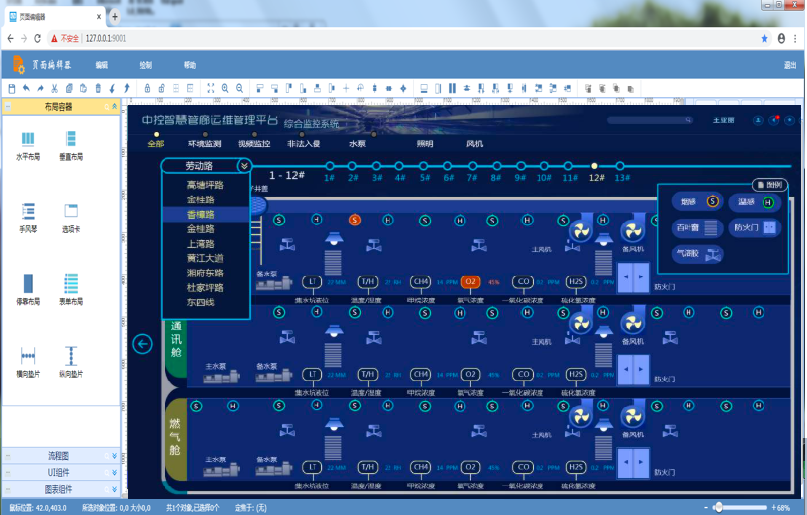 页面编辑器
不安全 127.0.0.1:9001
页面编辑器 编辑 绘制 帮助 退出
布局容器
水平布局 垂直布局
手风琴 选项卡
停靠布局 表单布局
横向垫片 纵向垫片
流程图
UI组件
图表组件
中控智慧管廊运维管理平台 综合监控系统
全部 环境监测 视频监控 非法入侵 水泵 照明 风机
劳动路
高塘坪路
金桂路
香樟路
金桂路
上湾路
黄江大道
湘府东路
杜家坪路
东四线
1 - 12#
1# 2# 3# 4# 5# 6# 7# 8# 9# 10# 11# 12# 13#
图例
烟感 S 温感 H
百叶窗 防火门
气溶胶
井盖
S H S H S H S H
主风机 备风机
备水泵
LT 22 MM T/H 21 RH CH4 14 PPM O2 45% CO 02 PPM H2S 0.2 PPM
防火门
集水坑液位 温度/湿度 甲烷浓度 氧气浓度 一氧化碳浓度 硫化氢浓度
通讯舱
S H S H S H S H S H
主风机 备风机
主水泵 备水泵
LT 22 MM T/H 21 RH CH4 14 PPM O2 45% CO 02 PPM H2S 0.2 PPM
防火门
集水坑液位 温度/湿度 甲烷浓度 氧气浓度 一氧化碳浓度 硫化氢浓度
燃气舱
S H S H S H S H S H S H
主风机 备风机
主水泵 备水泵
LT 22 MM T/H 21 RH CH4 14 PPM O2 45% CO 02 PPM H2S 0.2 PPM
防火门
集水坑液位 温度/湿度 甲烷浓度 氧气浓度 一氧化碳浓度 硫化氢浓度
鼠标位置: 42.0,403.0 所选对象位置: 0,0 大小0,0 共1个对象,已选择0个 定焦于: (无) - + 68%